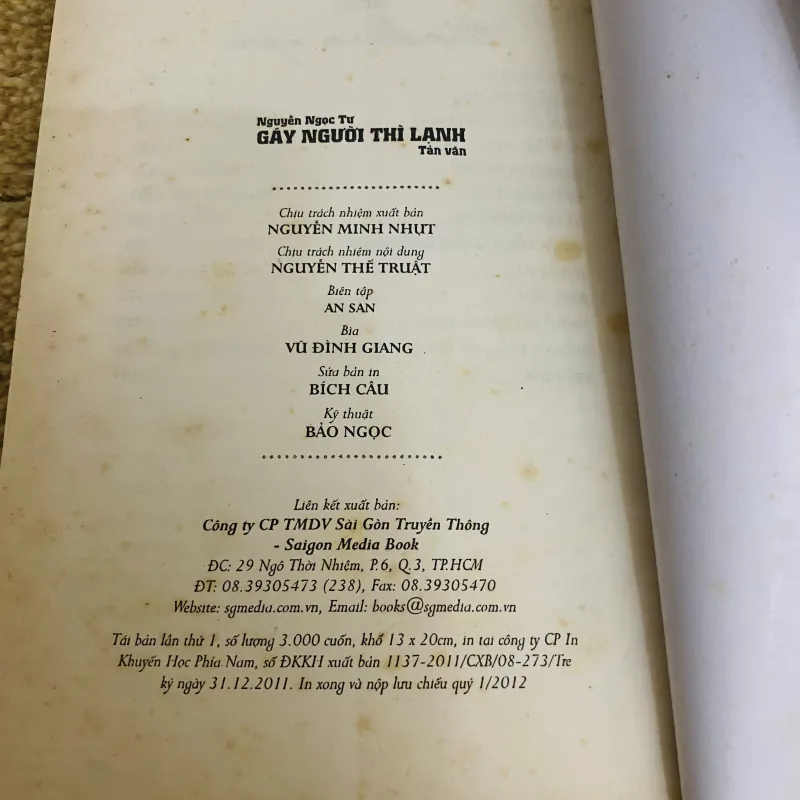 Nguyễn Ngọc Tư
GÁY NGƯỜI THÌ LẠNH
Tản văn
Chịu trách nhiệm xuất bản
NGUYỄN MINH NHỰT
Chịu trách nhiệm nội dung
NGUYỄN THẾ TRUẬT
Biên tập
AN SAN
Bìa
VŨ ĐÌNH GIANG
Sửa bản in
BÍCH CÂU
Kỹ thuật
BẢO NGỌC
Liên kết xuất bản:
Công ty CP TMDV Sài Gòn Truyền Thông
- Saigon Media Book
ĐC: 29 Ngô Thời Nhiệm, P.6, Q.3, TP.HCM
ĐT: 08.39305473 (238), Fax: 08.39305470
Website: sgmedia.com.vn, Email: books@sgmedia.com.vn
Tái bản lần thứ 1, số lượng 3.000 cuốn, khổ 13 x 20cm, in tại công ty CP In
Khuyến Học Phía Nam, số ĐKKH xuất bản 1137-2011/CXB/08-273/Tre
ký ngày 31.12.2011. In xong và nộp lưu chiểu quý 1/2012